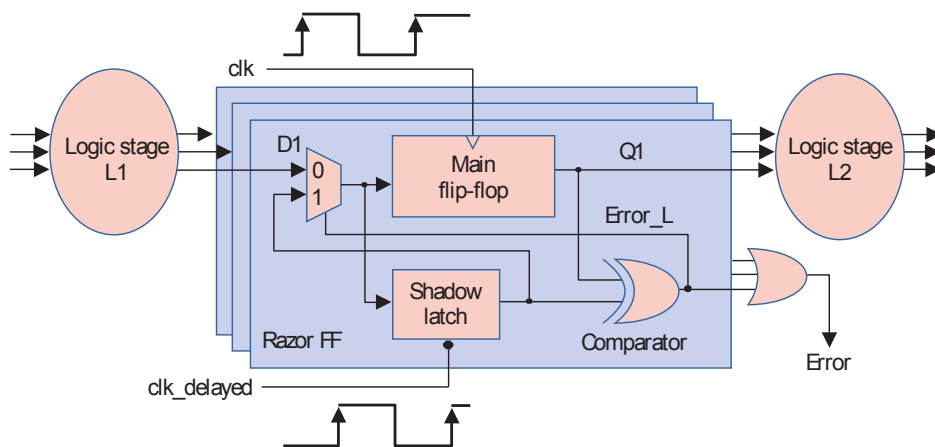 clk
Logic stage
L1
D1
0
1
Main
flip-flop
Q1
Logic stage
L2
Error_L
Shadow
latch
Razor FF
Comparator
Error
clk_delayed